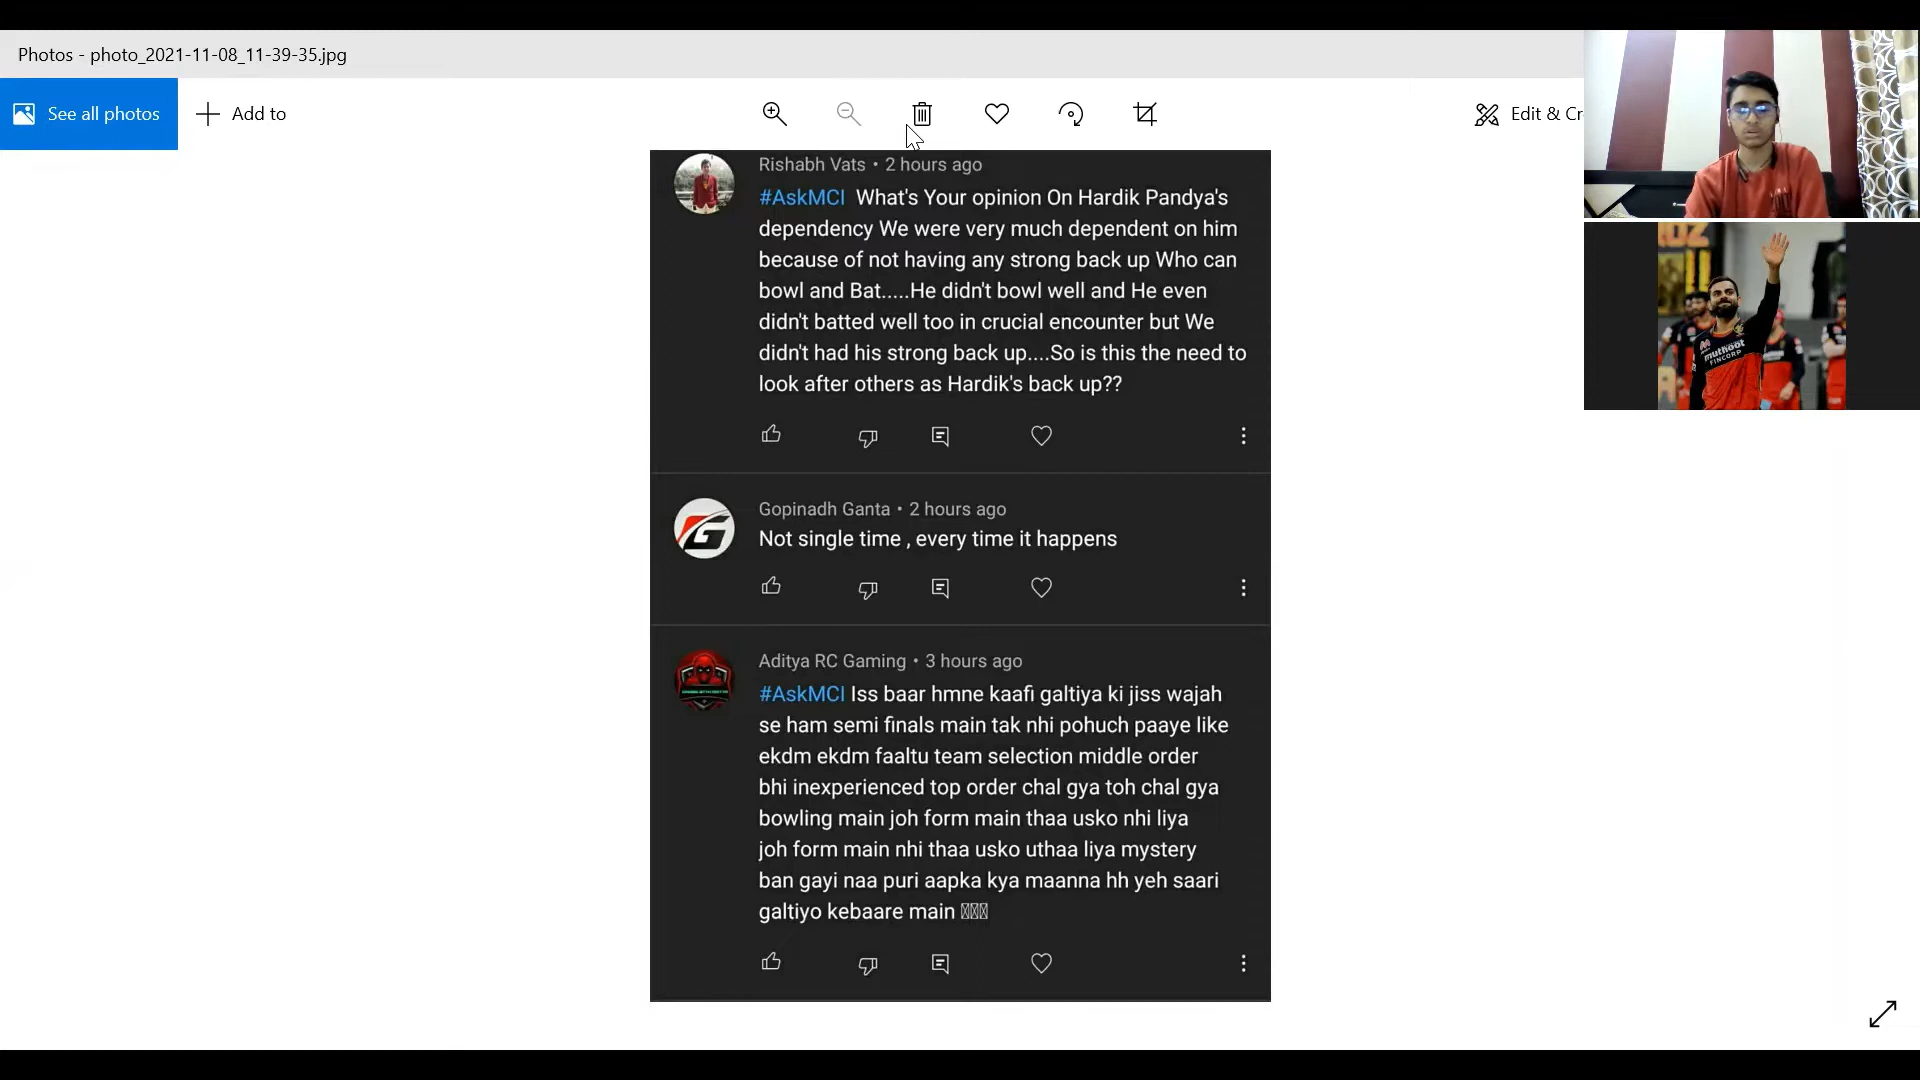 Photos - photo_2021-11-08_11-39-35.jpg
See all photos
Add to
Edit & Cr
Rishabh Vats • 2 hours ago
#AskMCI What's Your opinion On Hardik Pandya's
dependency We were very much dependent on him
because of not having any strong back up Who can
bowl and Bat.....He didn't bowl well and He even
didn't batted well too in crucial encounter but We
didn't had his strong back up....So is this the need to
look after others as Hardik's back up??
Gopinadh Ganta • 2 hours ago
Not single time , every time it happens
Aditya RC Gaming • 3 hours ago
#AskMCI Iss baar hmne kaafi galtiya ki jiss wajah
se ham semi finals main tak nhi pohuch paaye like
ekdm ekdm faaltu team selection middle order
bhi inexperienced top order chal gya toh chal gya
bowling main joh form main thaa usko nhi liya
joh form main nhi thaa usko uthaa liya mystery
ban gayi naa puri aapka kya maanna hh yeh saari
galtiyo kebaare main
muthoot
FINCORP